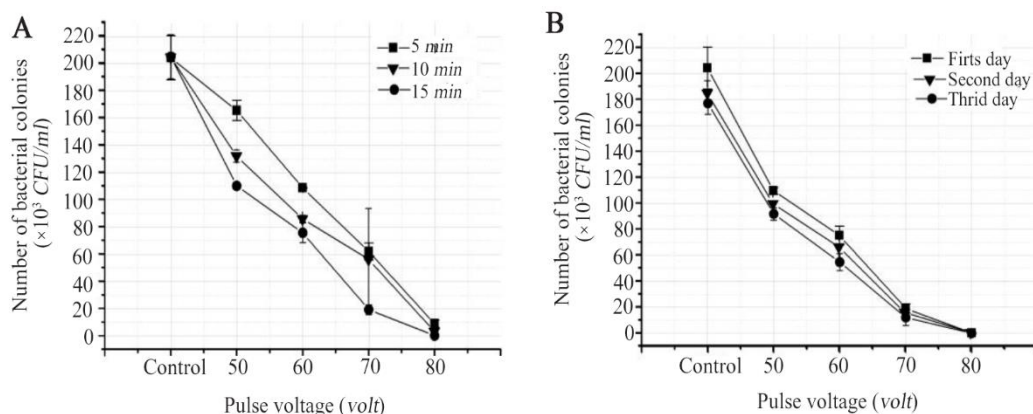 A
Number of bacterial colonies
(×10³ CFU/ml)
220
200
180
160
140
120
100
80
60
40
20
0
5 min
10 min
15 min
Control 50 60 70 80
Pulse voltage (volt)
B
Number of bacterial colonies
(×10³ CFU/ml)
220
200
180
160
140
120
100
80
60
40
20
0
Firts day
Second day
Thrid day
Control 50 60 70 80
Pulse voltage (volt)